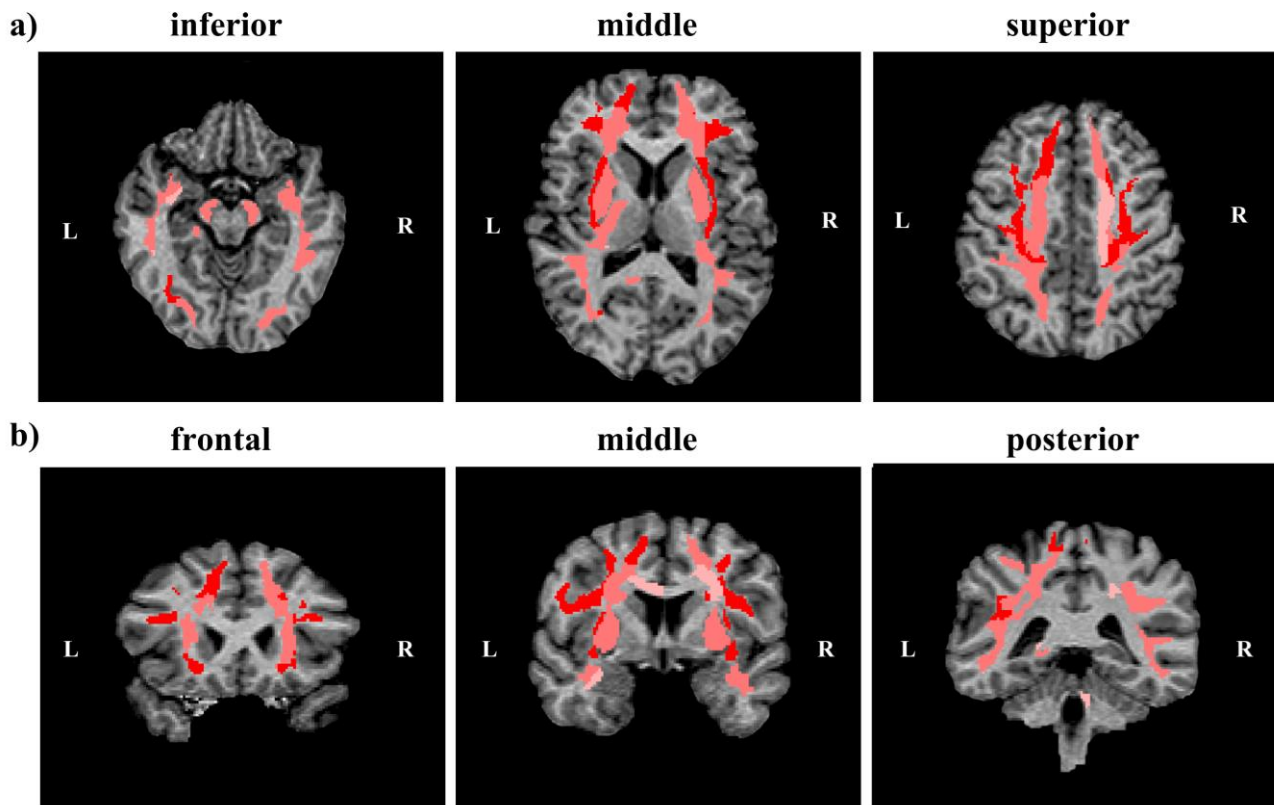 a) inferior middle superior
L R L R L R
b) frontal middle posterior
L R L R L R